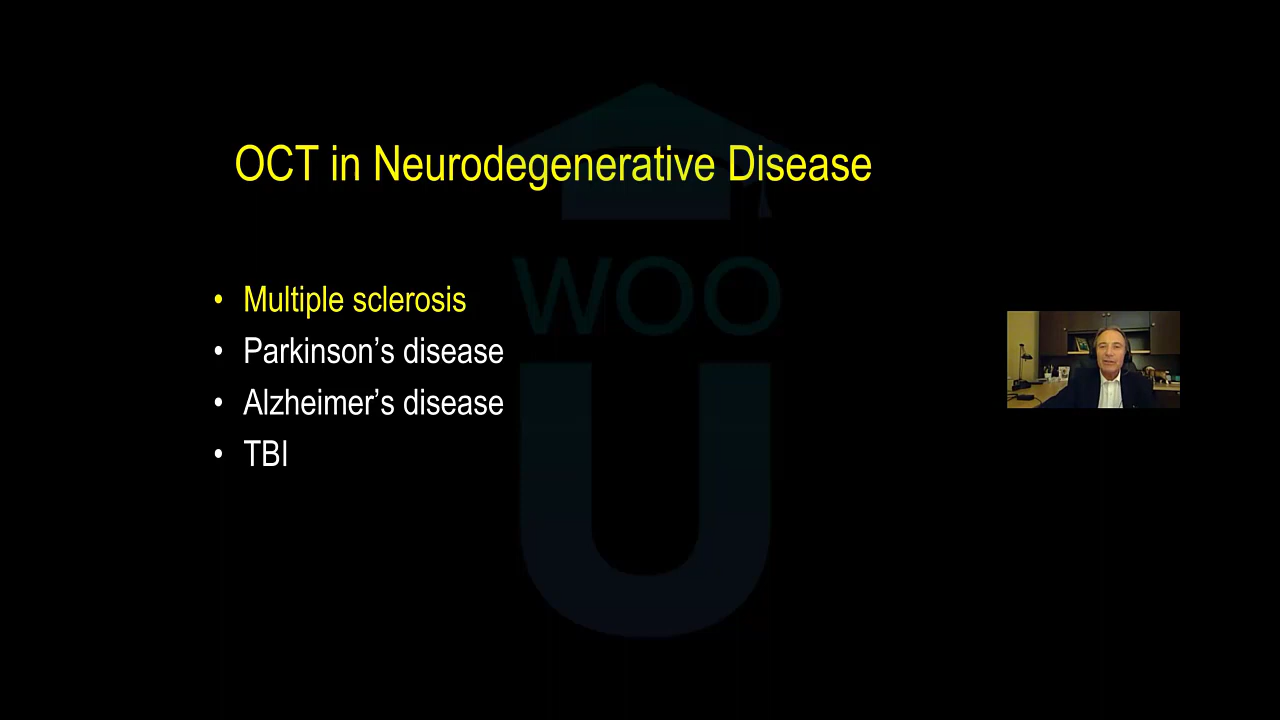 OCT in Neurodegenerative Disease
WOO
U
• Multiple sclerosis
• Parkinson’s disease
• Alzheimer’s disease
• TBI